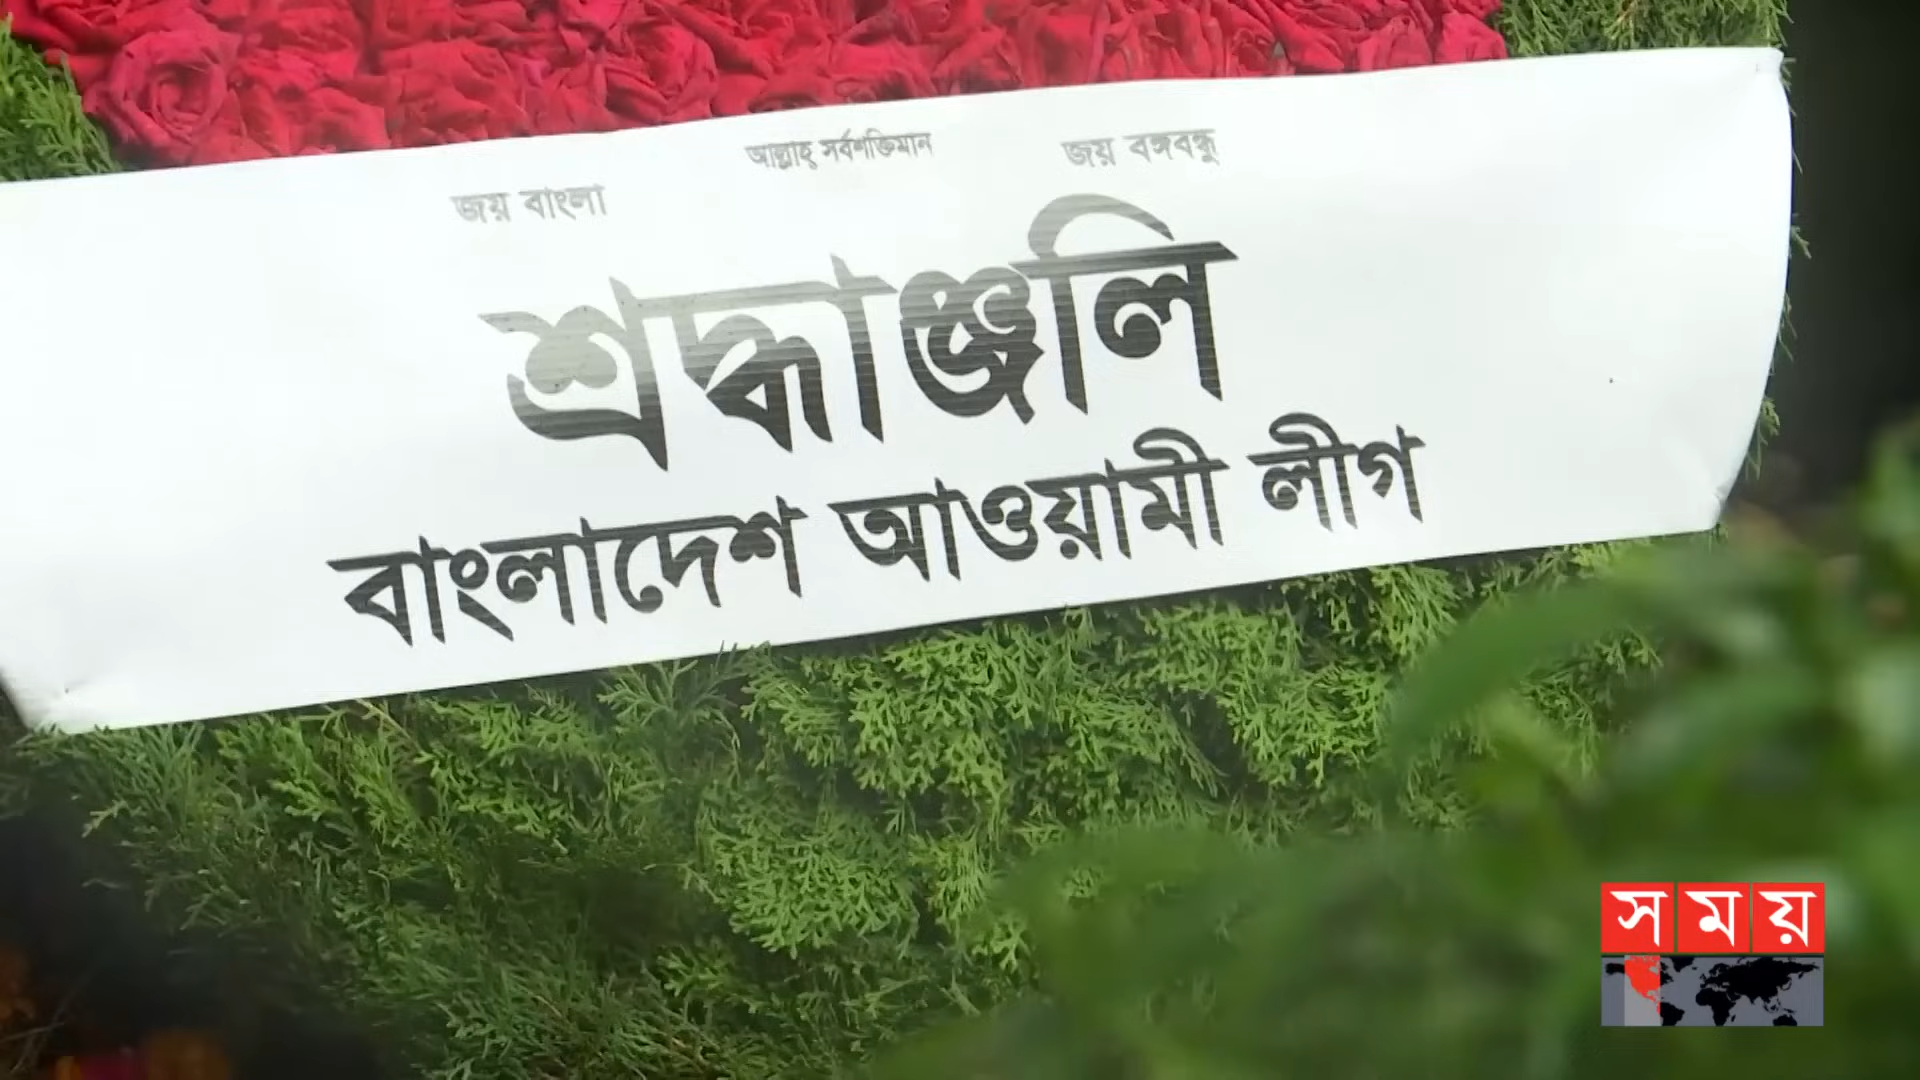 জয় বাংলা আল্লাহ সর্বশক্তিমান জয় বঙ্গবন্ধু
শ্রদ্ধাঞ্জলি
বাংলাদেশ আওয়ামী লীগ
সময়